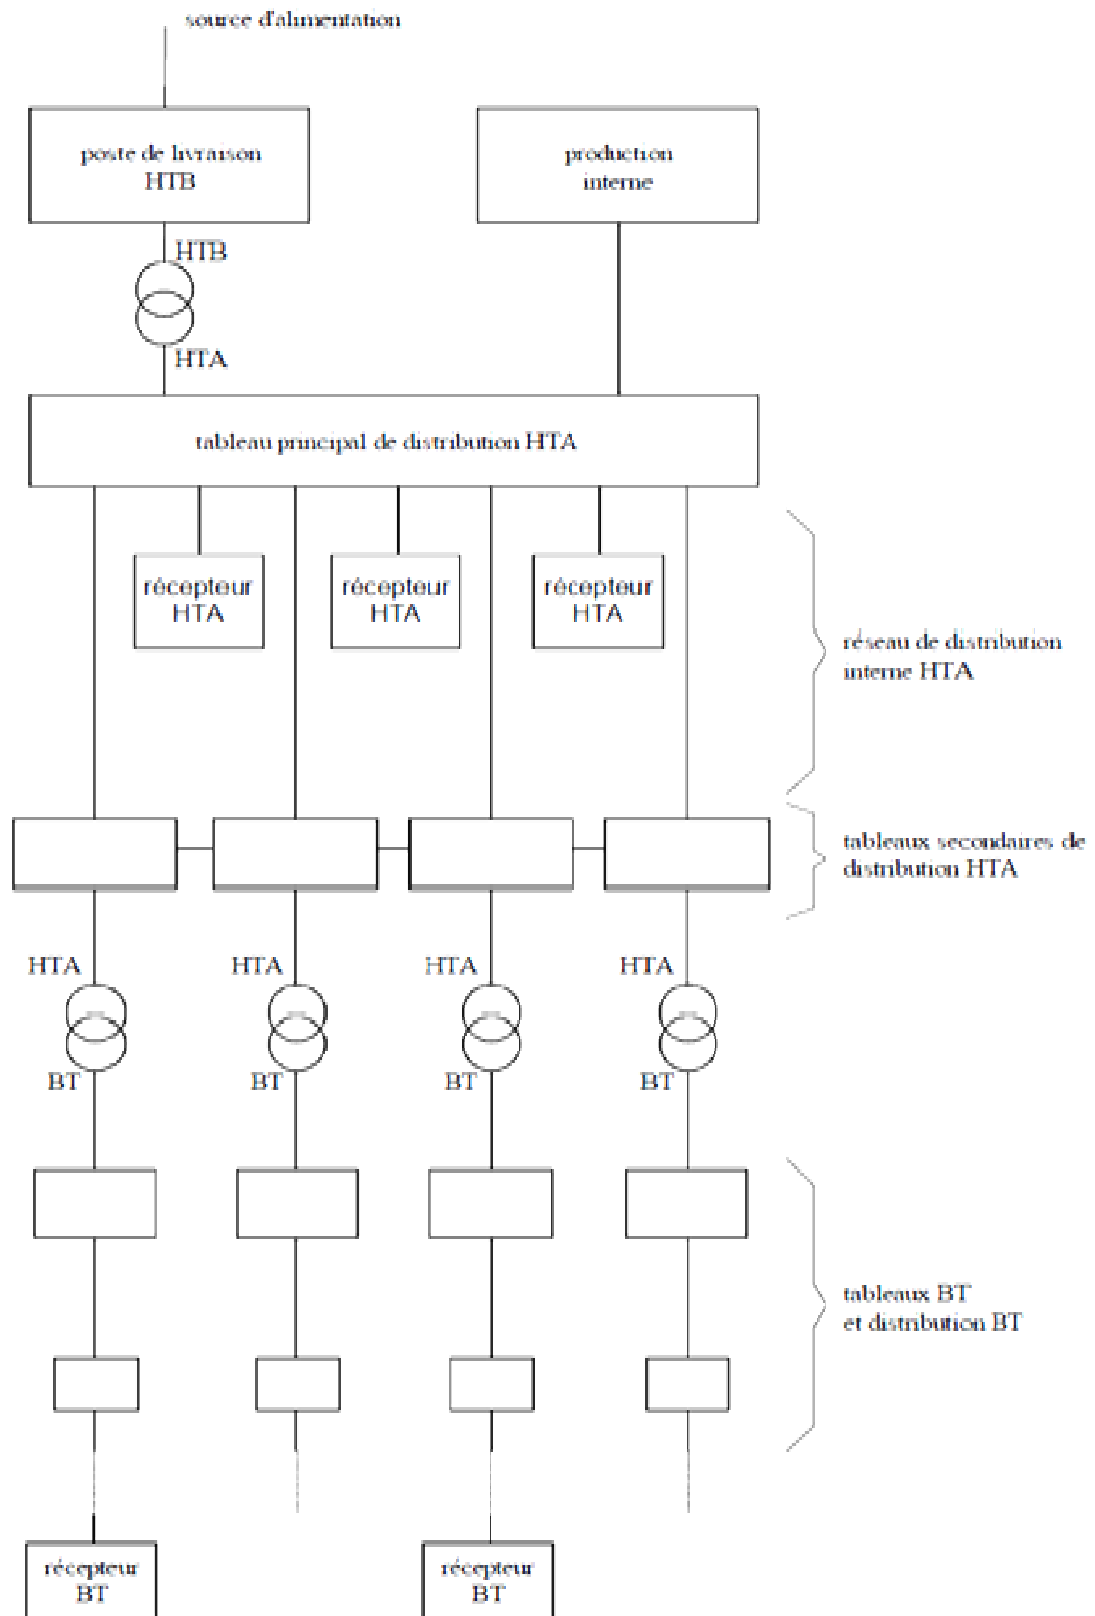 source d'alimentation
poste de livraison
HTB
production
interne
HTB
HTA
tableau principal de distribution HTA
récepteur
HTA
récepteur
HTA
récepteur
HTA
réseau de distribution
interne HTA
tableaux secondaires de
distribution HTA
HTA
HTA
HTA
HTA
BT
BT
BT
BT
tableaux BT
et distribution BT
récepteur
BT
récepteur
BT